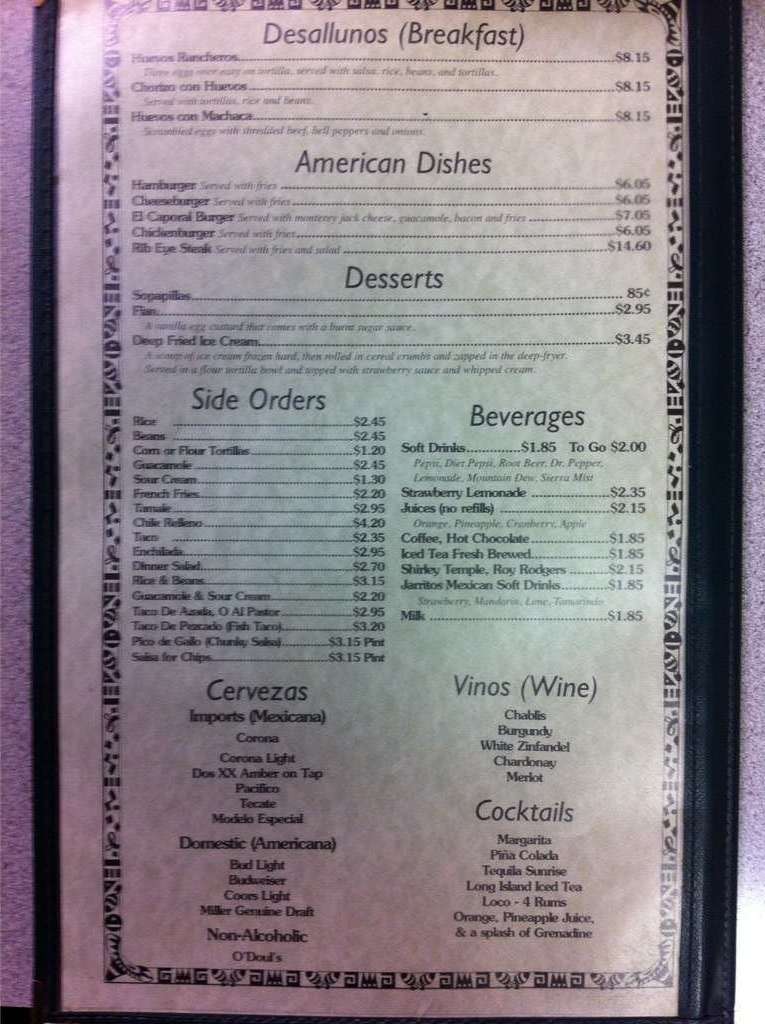 Desallunos (Breakfast)
Huevos Rancheros...$8.15
Three eggs over easy on tortilla, served with salsa, rice, beans, and tortillas.
Chorizo con Huevos...$8.15
Served with tortillas, rice and beans.
Huevos con Machaca...$8.15
Scrambled eggs with shredded beef, bell peppers and onions.
American Dishes
Hamburger Served with fries...$6.05
Cheeseburger Served with fries...$6.05
El Caporal Burger Served with monterey jack cheese, guacamole, bacon and fries...$7.05
Chickenburger Served with fries...$6.05
Rib Eye Steak Served with fries and salad...$14.60
Desserts
Sopapillas...85¢
Flan...$2.95
A vanilla egg custard that comes with a burnt sugar sauce.
Deep Fried Ice Cream...$3.45
A scoop of ice cream frozen hard, then rolled in cereal crumbs and zapped in the deep-fryer.
Served in a flour tortilla bowl and topped with strawberry sauce and whipped cream.
Side Orders
Rice...$2.45
Beans...$2.45
Corn or Flour Tortillas...$1.20
Guacamole...$2.45
Sour Cream...$1.30
French Fries...$2.20
Tamale...$2.95
Chile Relleno...$4.20
Taco...$2.35
Enchilada...$2.95
Dinner Salad...$2.70
Rice & Beans...$3.15
Guacamole & Sour Cream...$2.20
Taco De Asada, O Al Pastor...$2.95
Taco De Pescado (Fish Taco)...$3.20
Pico de Gallo (Chunky Salsa)...$3.15 Pint
Salsa for Chips...$3.15 Pint
Beverages
Soft Drinks...$1.85 To Go $2.00
Pepsi, Diet Pepsi, Root Beer, Dr. Pepper,
Lemonade, Mountain Dew, Sierra Mist
Strawberry Lemonade...$2.35
Juices (no refills)...$2.15
Orange, Pineapple, Cranberry, Apple
Coffee, Hot Chocolate...$1.85
Iced Tea Fresh Brewed...$1.85
Shirley Temple, Roy Rodgers...$2.15
Jarritos Mexican Soft Drinks...$1.85
Strawberry, Mandarin, Lime, Tamarindo
Milk...$1.85
Cervezas
Imports (Mexicana)
Corona
Corona Light
Dos XX Amber on Tap
Pacifico
Tecate
Modelo Especial
Domestic (Americana)
Bud Light
Budweiser
Coors Light
Miller Genuine Draft
Non-Alcoholic
O'Doul's
Vinos (Wine)
Chablis
Burgundy
White Zinfandel
Chardonay
Merlot
Cocktails
Margarita
Piña Colada
Tequila Sunrise
Long Island Iced Tea
Loco - 4 Rums
Orange, Pineapple Juice,
& a splash of Grenadine